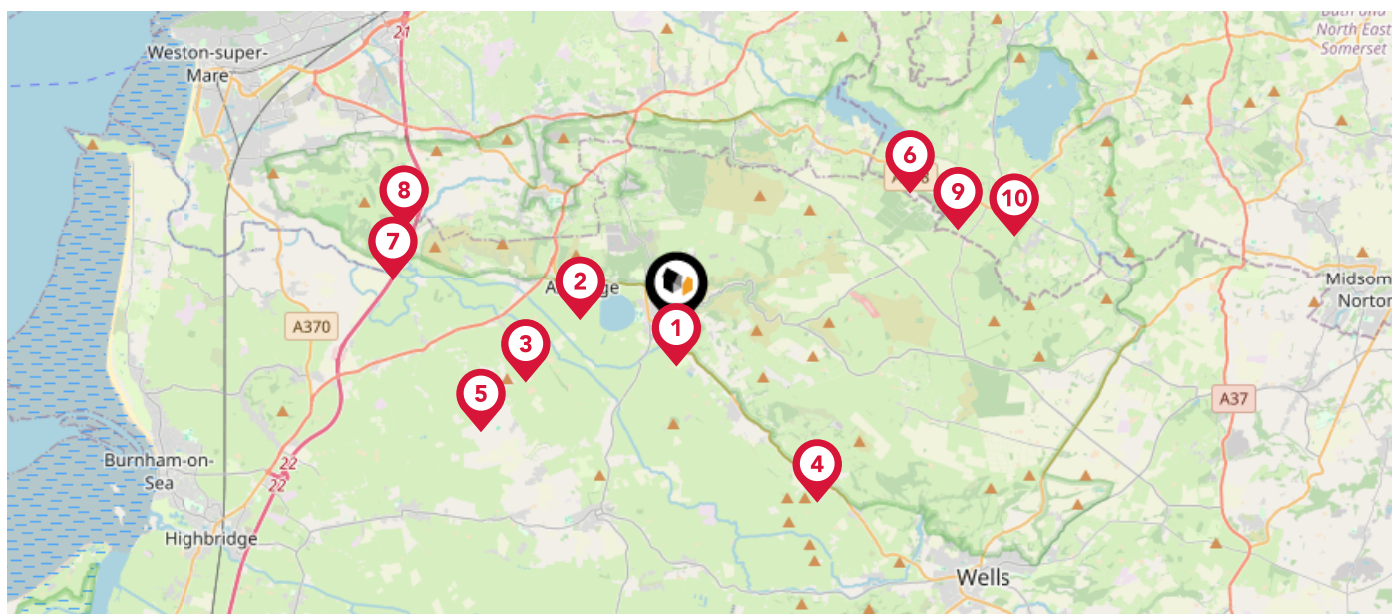 Bath and
North East
Somerset
21
Weston-super-
Mare
6
8
9
10
7
2
1
A370
3
Midsom
Norton
5
A37
4
Burnham-on-
Sea
22
22
Highbridge
Wells